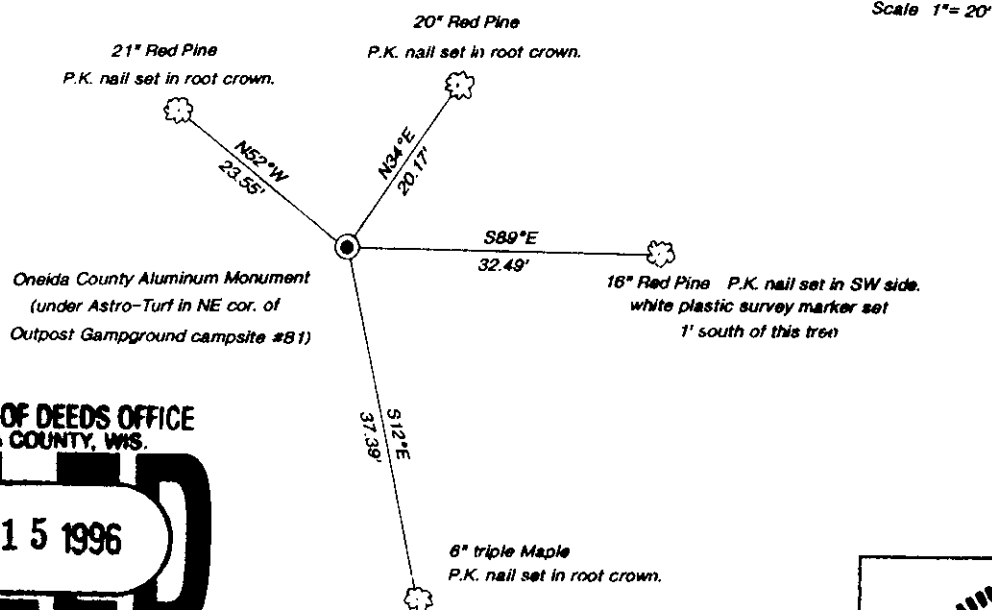 Scale 1"= 20'
20" Red Pine
P.K. nail set in root crown.
21" Red Pine
P.K. nail set in root crown.
N52°W
23.55'
N34°E
20.17'
S89°E
32.49'
Oneida County Aluminum Monument
(under Astro-Turf in NE cor. of
Outpost Gampground campsite #81)
16" Red Pine P.K. nail set in SW side.
white plastic survey marker set
1' south of this tree
S12°E
37.39'
OF DEEDS OFFICE
COUNTY, WIS.
15 1996
6" triple Maple
P.K. nail set in root crown.